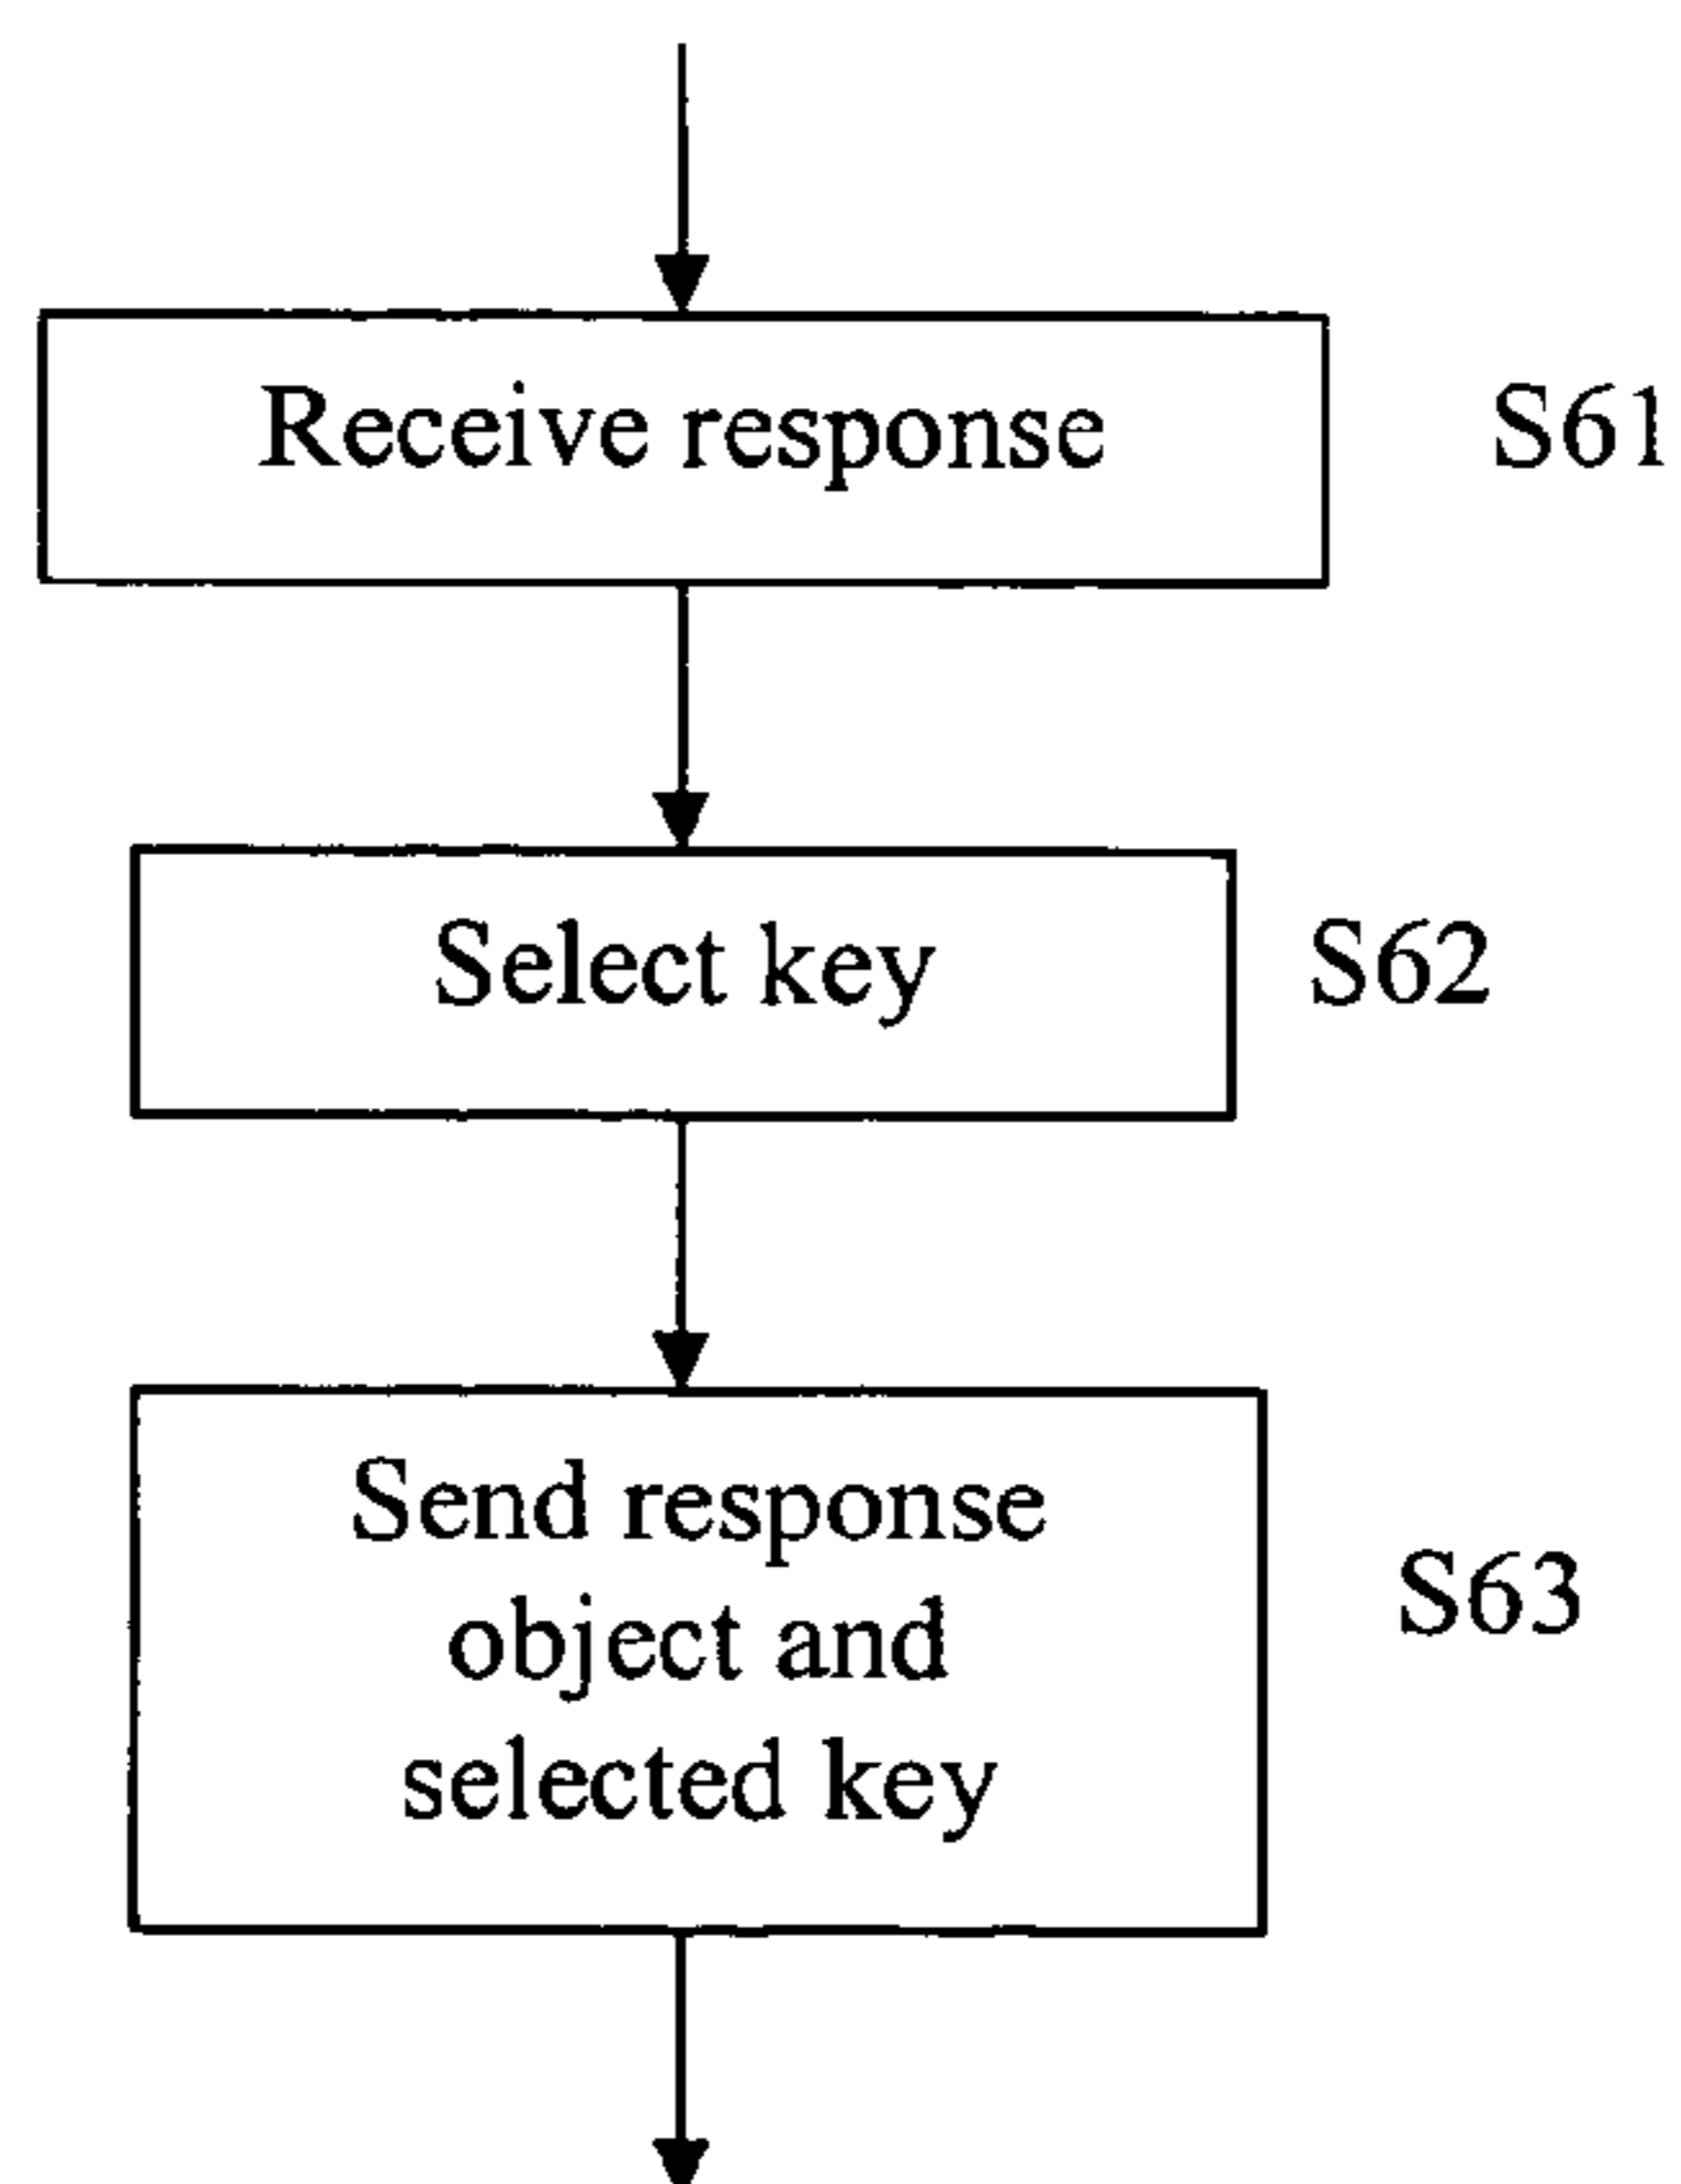 Receive response
S61
Select key
S62
Send response
object and
selected key
S63